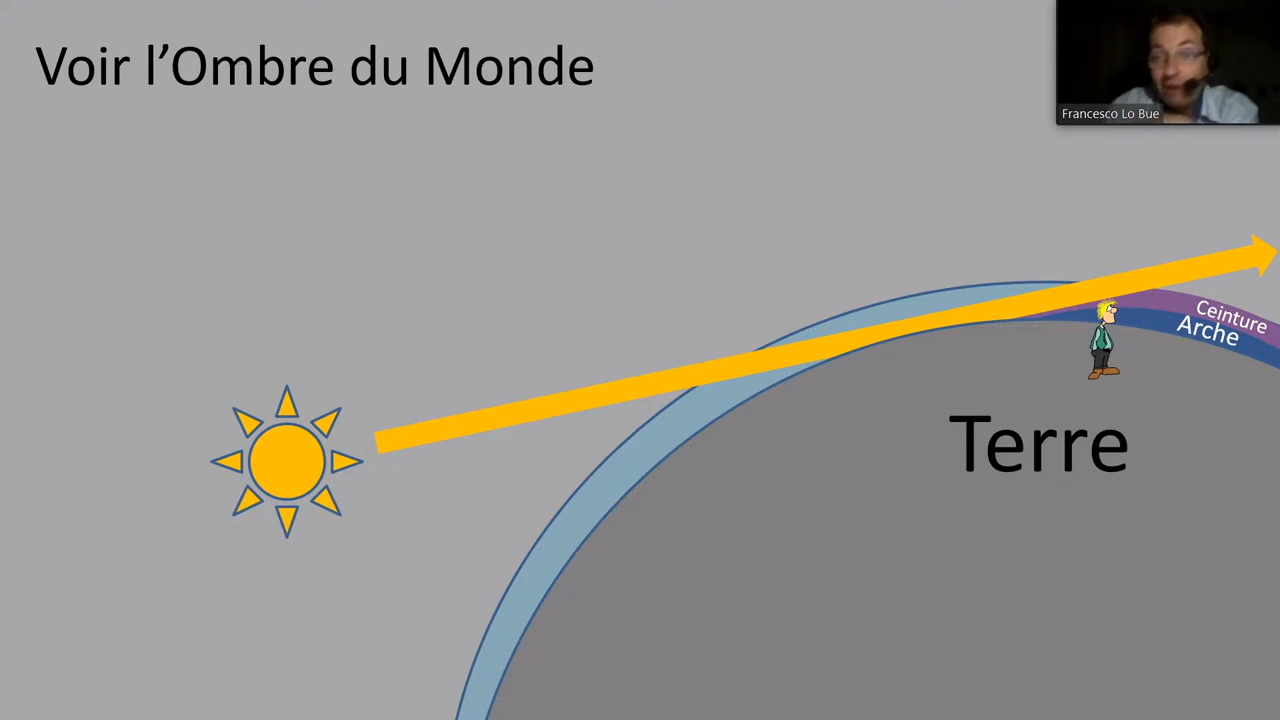 Voir l’Ombre du Monde
Francesco Lo Bue
Ceinture
Arche
Terre